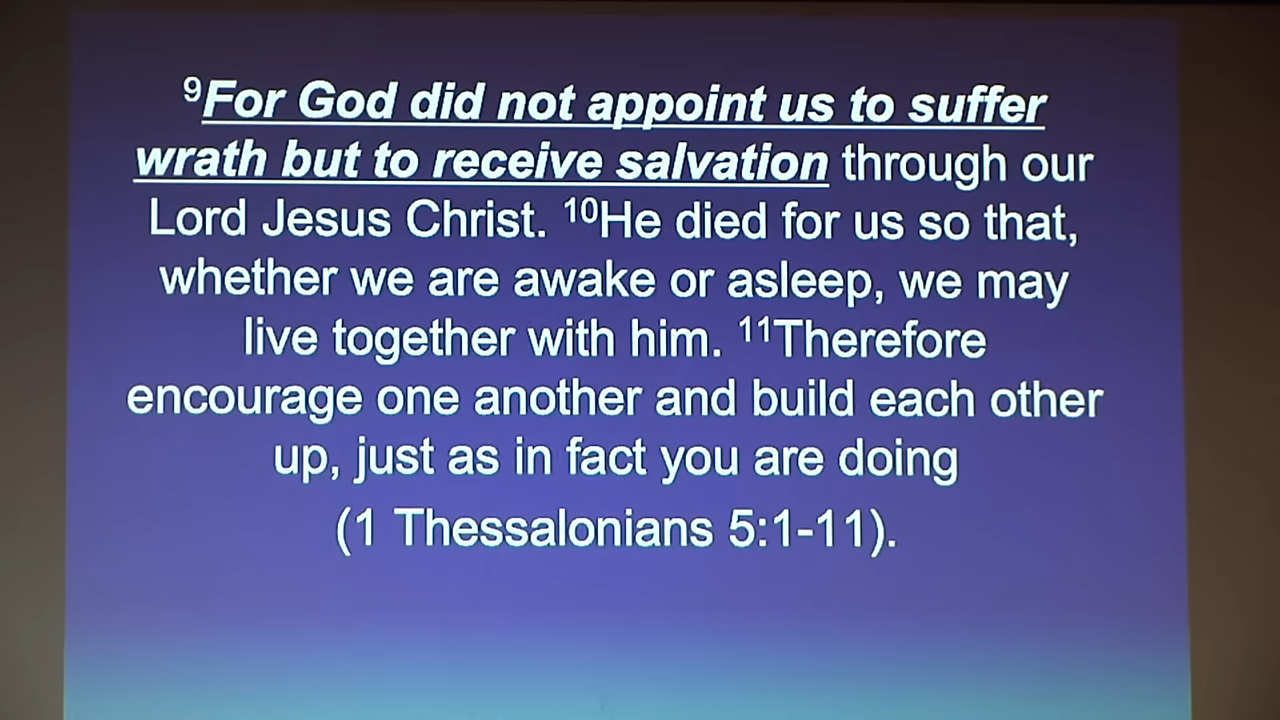 ⁹For God did not appoint us to suffer
wrath but to receive salvation through our
Lord Jesus Christ. ¹⁰He died for us so that,
whether we are awake or asleep, we may
live together with him. ¹¹Therefore
encourage one another and build each other
up, just as in fact you are doing
(1 Thessalonians 5:1-11).